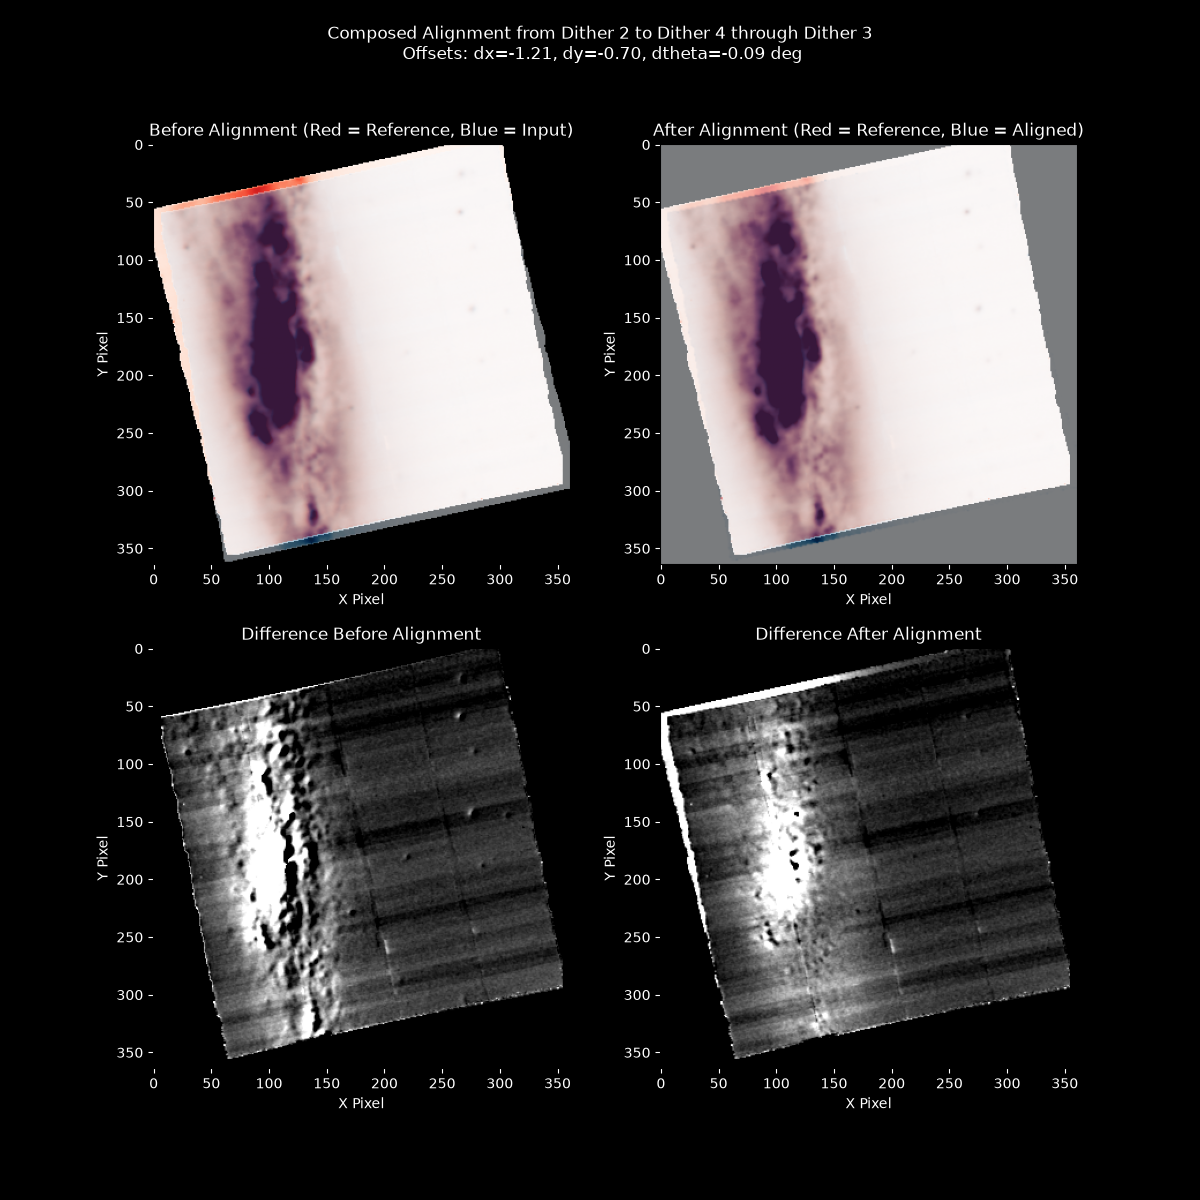 Composed Alignment from Dither 2 to Dither 4 through Dither 3
Offsets: dx=-1.21, dy=-0.70, dtheta=-0.09 deg
Before Alignment (Red = Reference, Blue = Input)
0
50
100
150
200
250
300
350
Y Pixel
0 50 100 150 200 250 300 350
X Pixel
After Alignment (Red = Reference, Blue = Aligned)
0
50
100
150
200
250
300
350
Y Pixel
0 50 100 150 200 250 300 350
X Pixel
Difference Before Alignment
0
50
100
150
200
250
300
350
Y Pixel
0 50 100 150 200 250 300 350
X Pixel
Difference After Alignment
0
50
100
150
200
250
300
350
Y Pixel
0 50 100 150 200 250 300 350
X Pixel